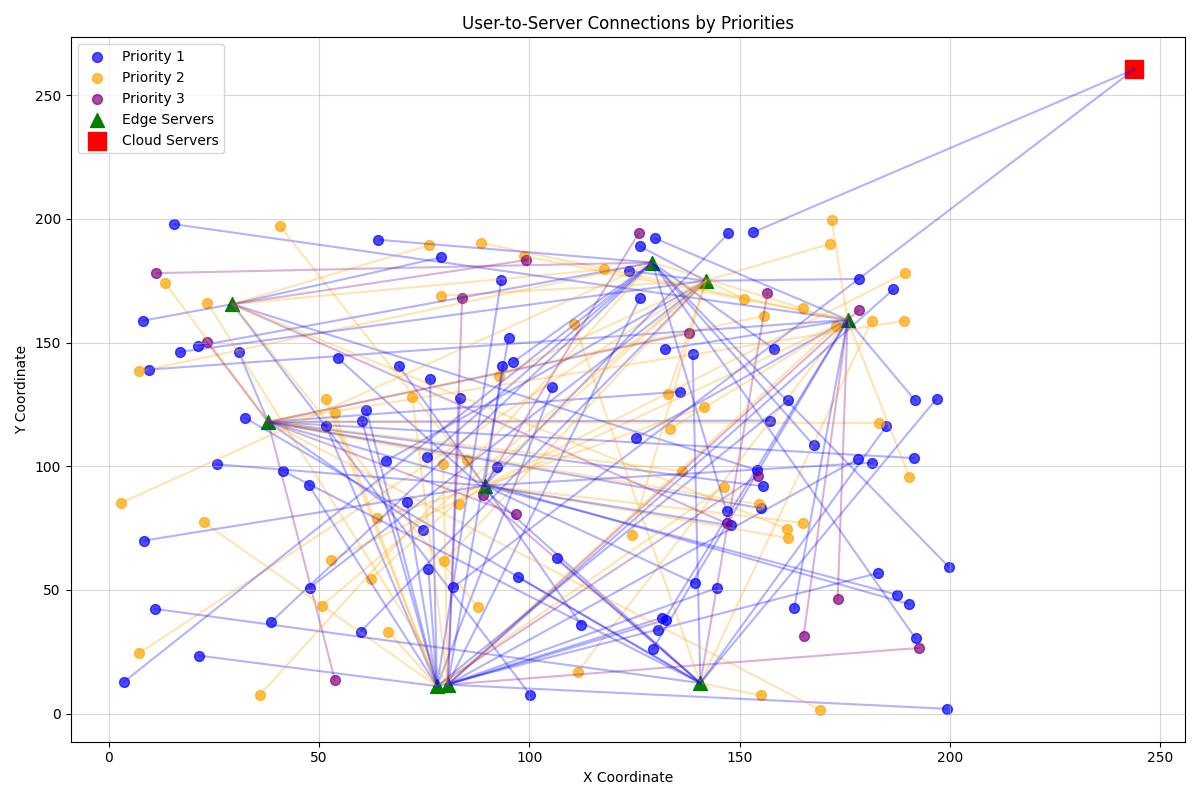 User-to-Server Connections by Priorities
Priority 1
Priority 2
Priority 3
Edge Servers
Cloud Servers
Y Coordinate
250
200
150
100
50
0
0 50 100 150 200 250
X Coordinate